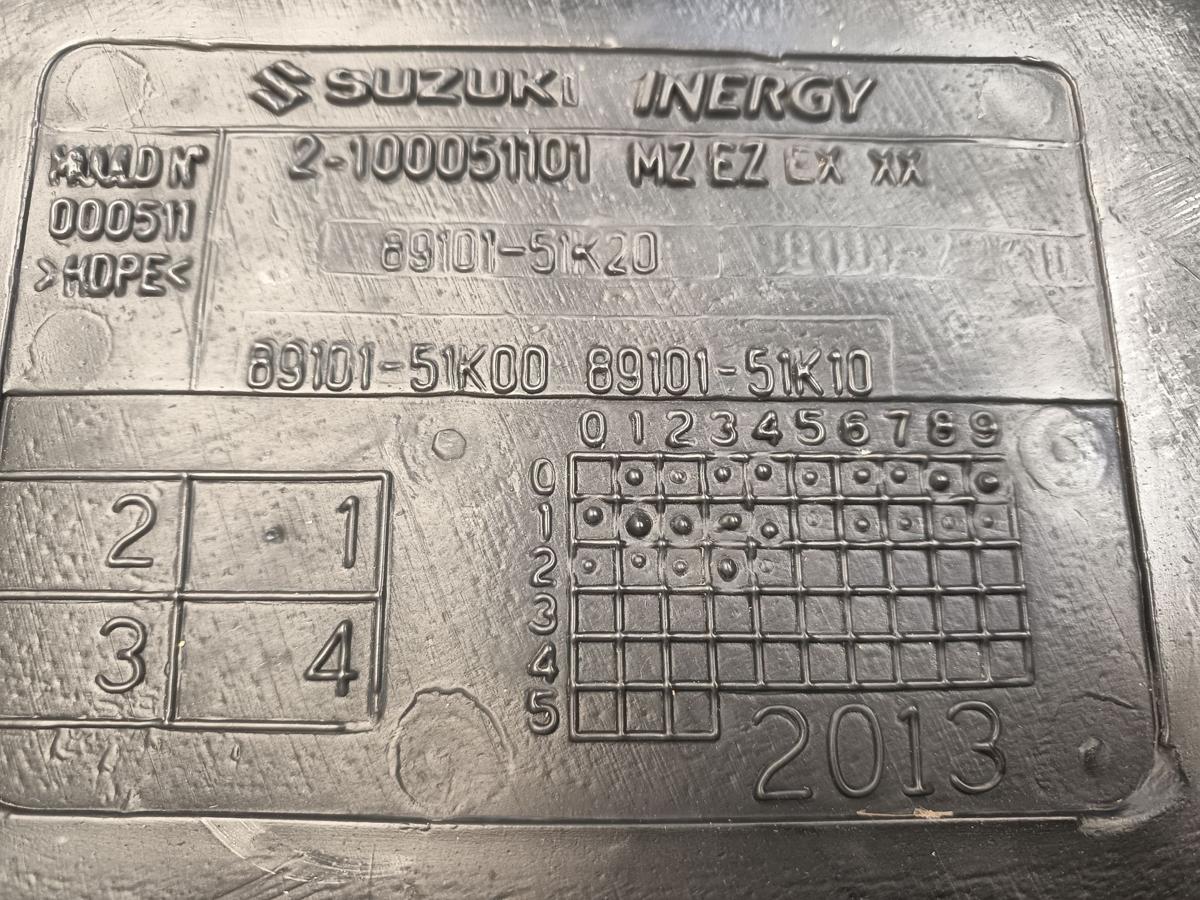 SUZUKI INERGY
2-100051101 MZ EZ EX XX
000511
>HDPE<
89101-51K20
89101-51K00 89101-51K10
0 1 2 3 4 5 6 7 8 9
0
1
2
3
4
5
2 1
3 4
2013